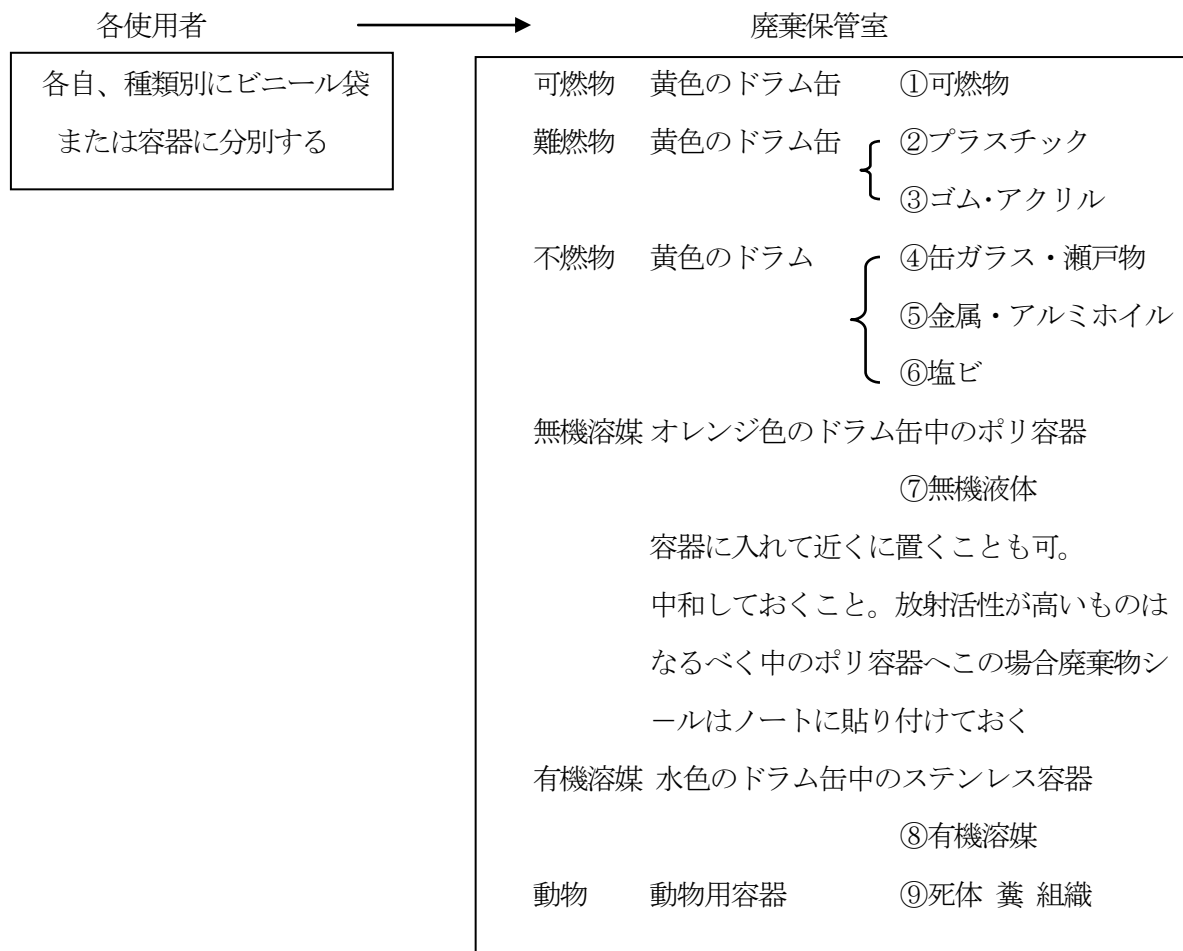 各使用者 廃棄保管室
各自、種類別にビニール袋
または容器に分別する
可燃物 黄色のドラム缶 ①可燃物
難燃物 黄色のドラム缶 ②プラスチック
③ゴム・アクリル
不燃物 黄色のドラム ④缶ガラス・瀬戸物
⑤金属・アルミホイル
⑥塩ビ
無機溶媒 オレンジ色のドラム缶中のポリ容器
⑦無機液体
容器に入れて近くに置くことも可。
中和しておくこと。放射活性が高いものは
なるべく中のポリ容器へこの場合廃棄物シ
ールはノートに貼り付けておく
有機溶媒 水色のドラム缶中のステンレス容器
⑧有機溶媒
動物 動物用容器 ⑨死体 糞 組織